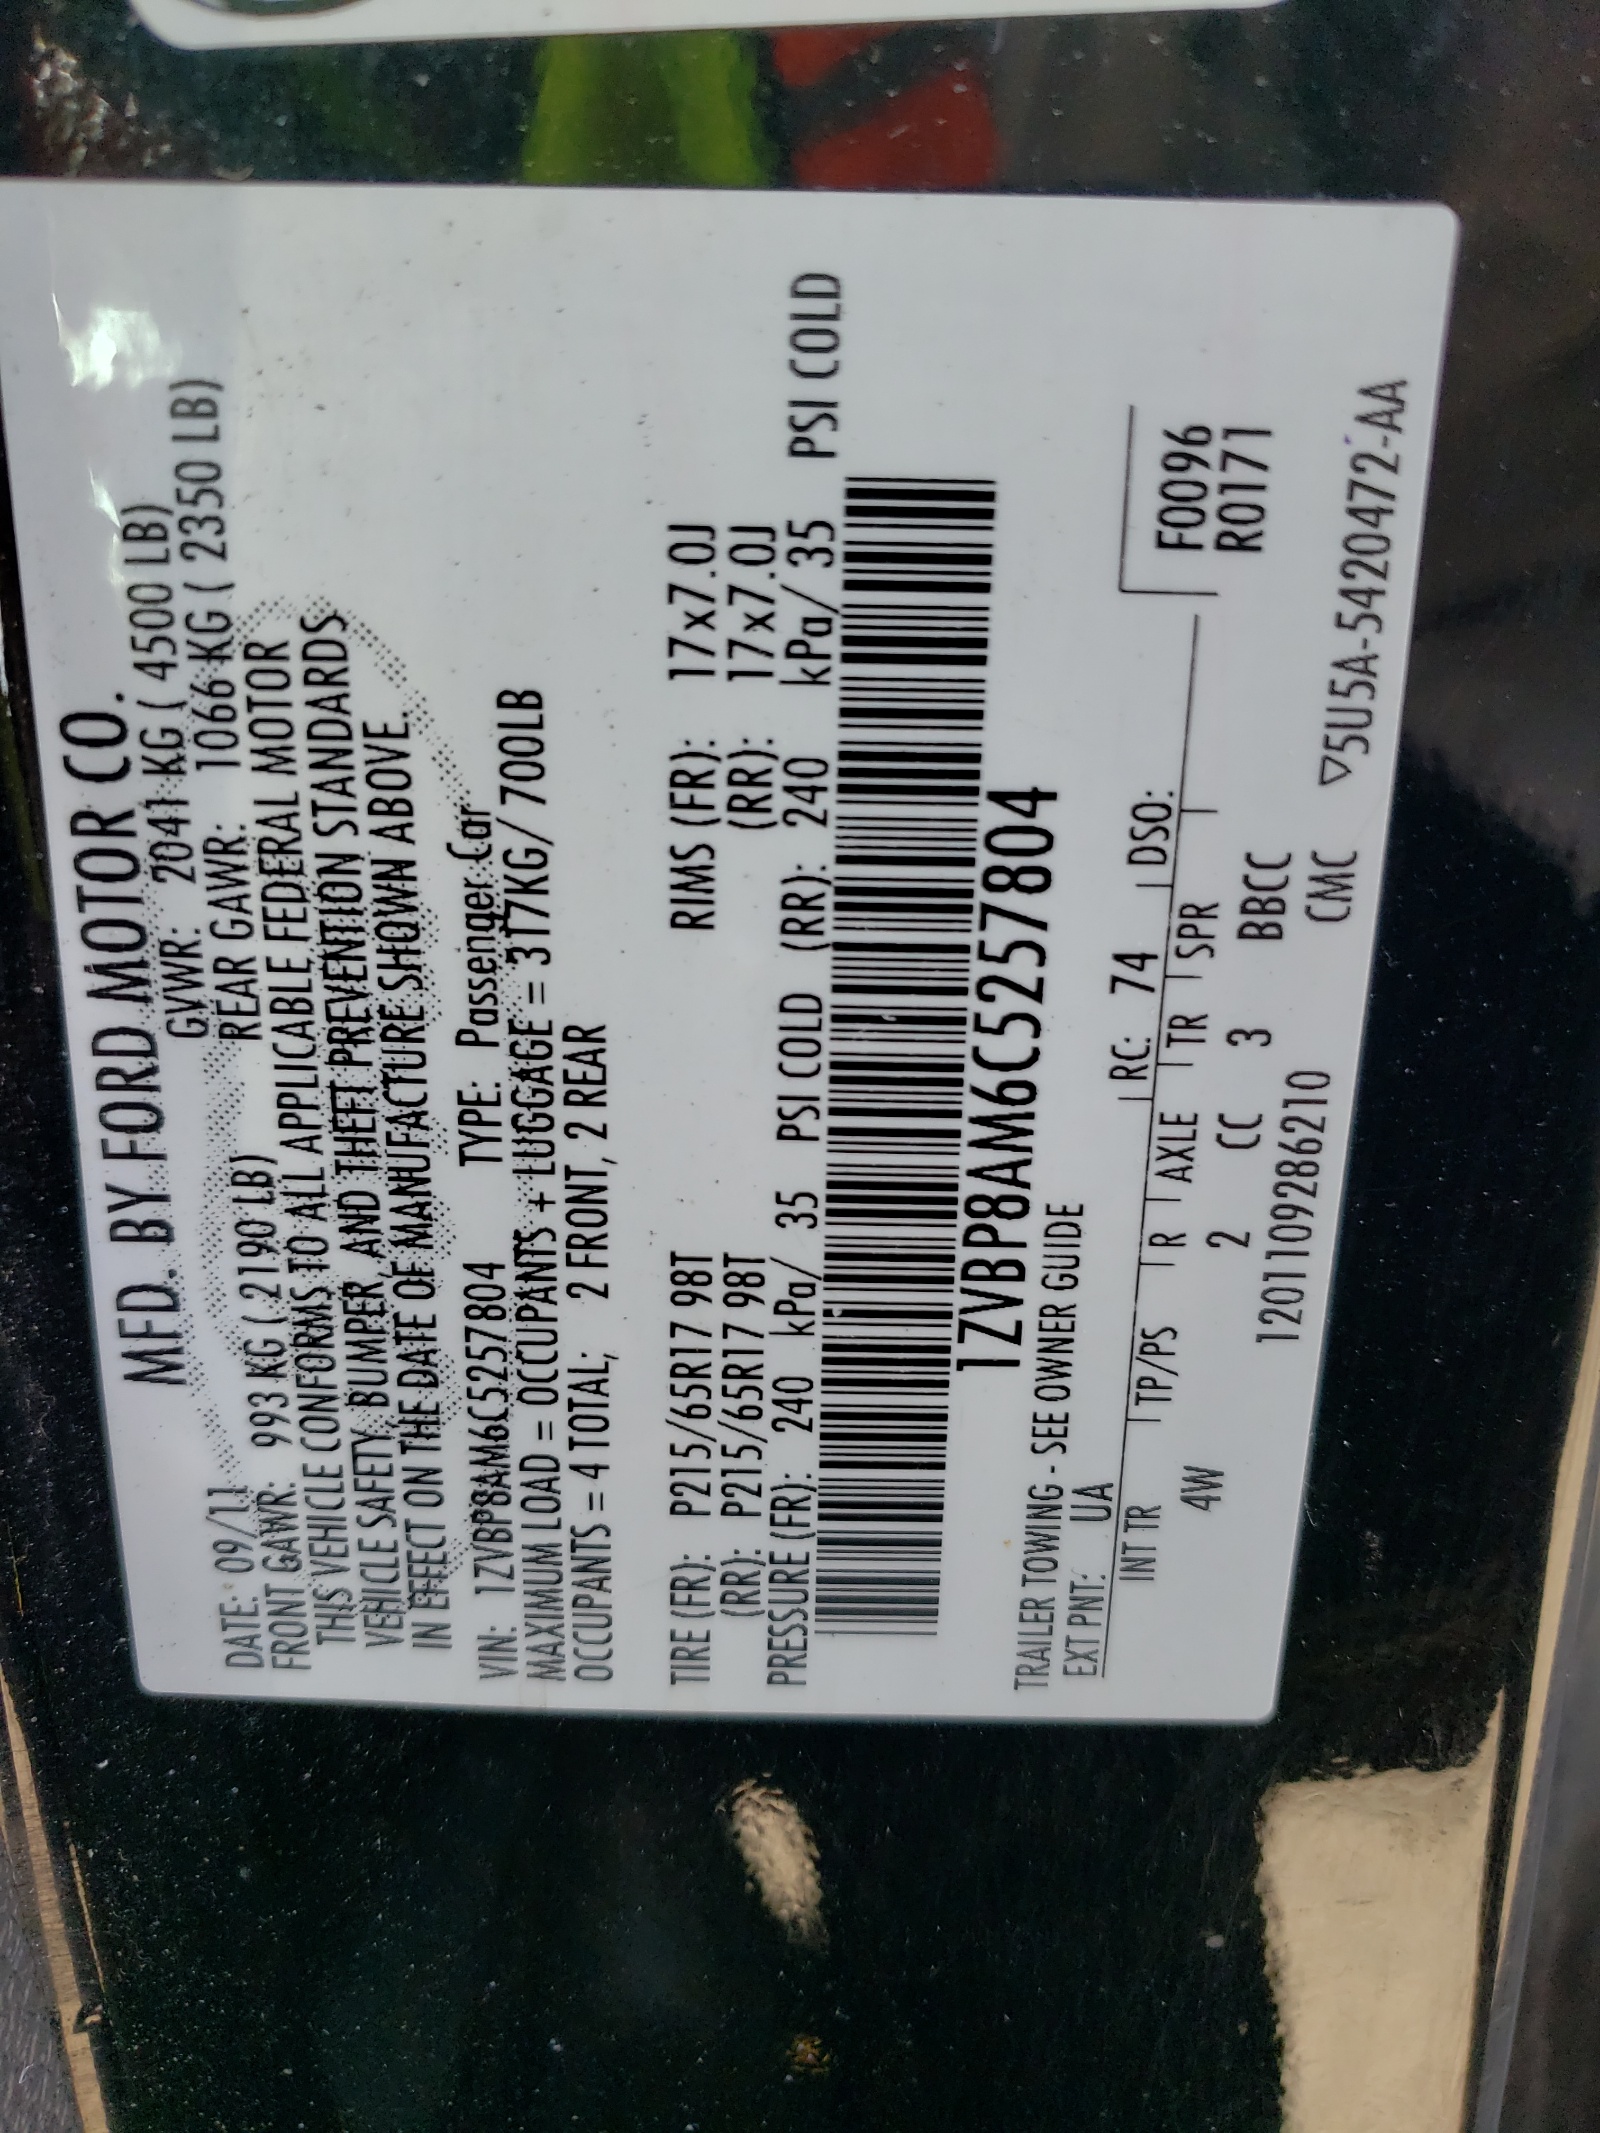 MFD. BY FORD MOTOR CO.
DATE: 09/11 GVWR: 2041 KG ( 4500 LB)
FRONT GAWR: 993 KG ( 2190 LB) REAR GAWR: 1066 KG ( 2350 LB)
THIS VEHICLE CONFORMS TO ALL APPLICABLE FEDERAL MOTOR
VEHICLE SAFETY, BUMPER, AND THEFT PREVENTION STANDARDS
IN EFFECT ON THE DATE OF MANUFACTURE SHOWN ABOVE.
VIN: 1ZVBP8AM6C5257804 TYPE: Passenger Car
MAXIMUM LOAD = OCCUPANTS + LUGGAGE = 317KG/ 700LB
OCCUPANTS = 4 TOTAL; 2 FRONT, 2 REAR
TIRE (FR): P215/65R17 98T RIMS (FR): 17x7.0J
(RR): P215/65R17 98T (RR): 17x7.0J
PRESSURE (FR): 240 kPa/ 35 PSI COLD (RR): 240 kPa/ 35 PSI COLD
1ZVBP8AM6C5257804
TRAILER TOWING - SEE OWNER GUIDE
EXT PNT: UA RC: 74 DSO:
INT TR TP/PS R AXLE TR SPR F0096
4W 2 CC 3 BBCC R0171
1201109286210 CMC ▽5U5A-5420472-AA